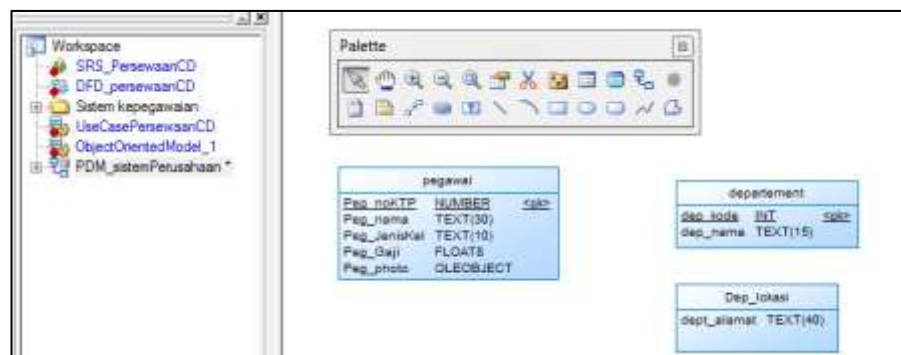 Workspace
SRS_PersewaanCD
DFD_persewaanCD
Sistem kepegawaian
UseCasePersewaanCD
ObjectOrientedModel_1
PDM_sistemPerusahaan *
Palette
pegawai
Peg_noKTP NUMBER <pk>
Peg_nama TEXT(30)
Peg_JenisKel TEXT(10)
Peg_Gaji FLOAT8
Peg_photo OLEOBJECT
departement
dep_kode INT <pk>
dep_nama TEXT(15)
Dep_lokasi
dept_alamat TEXT(40)